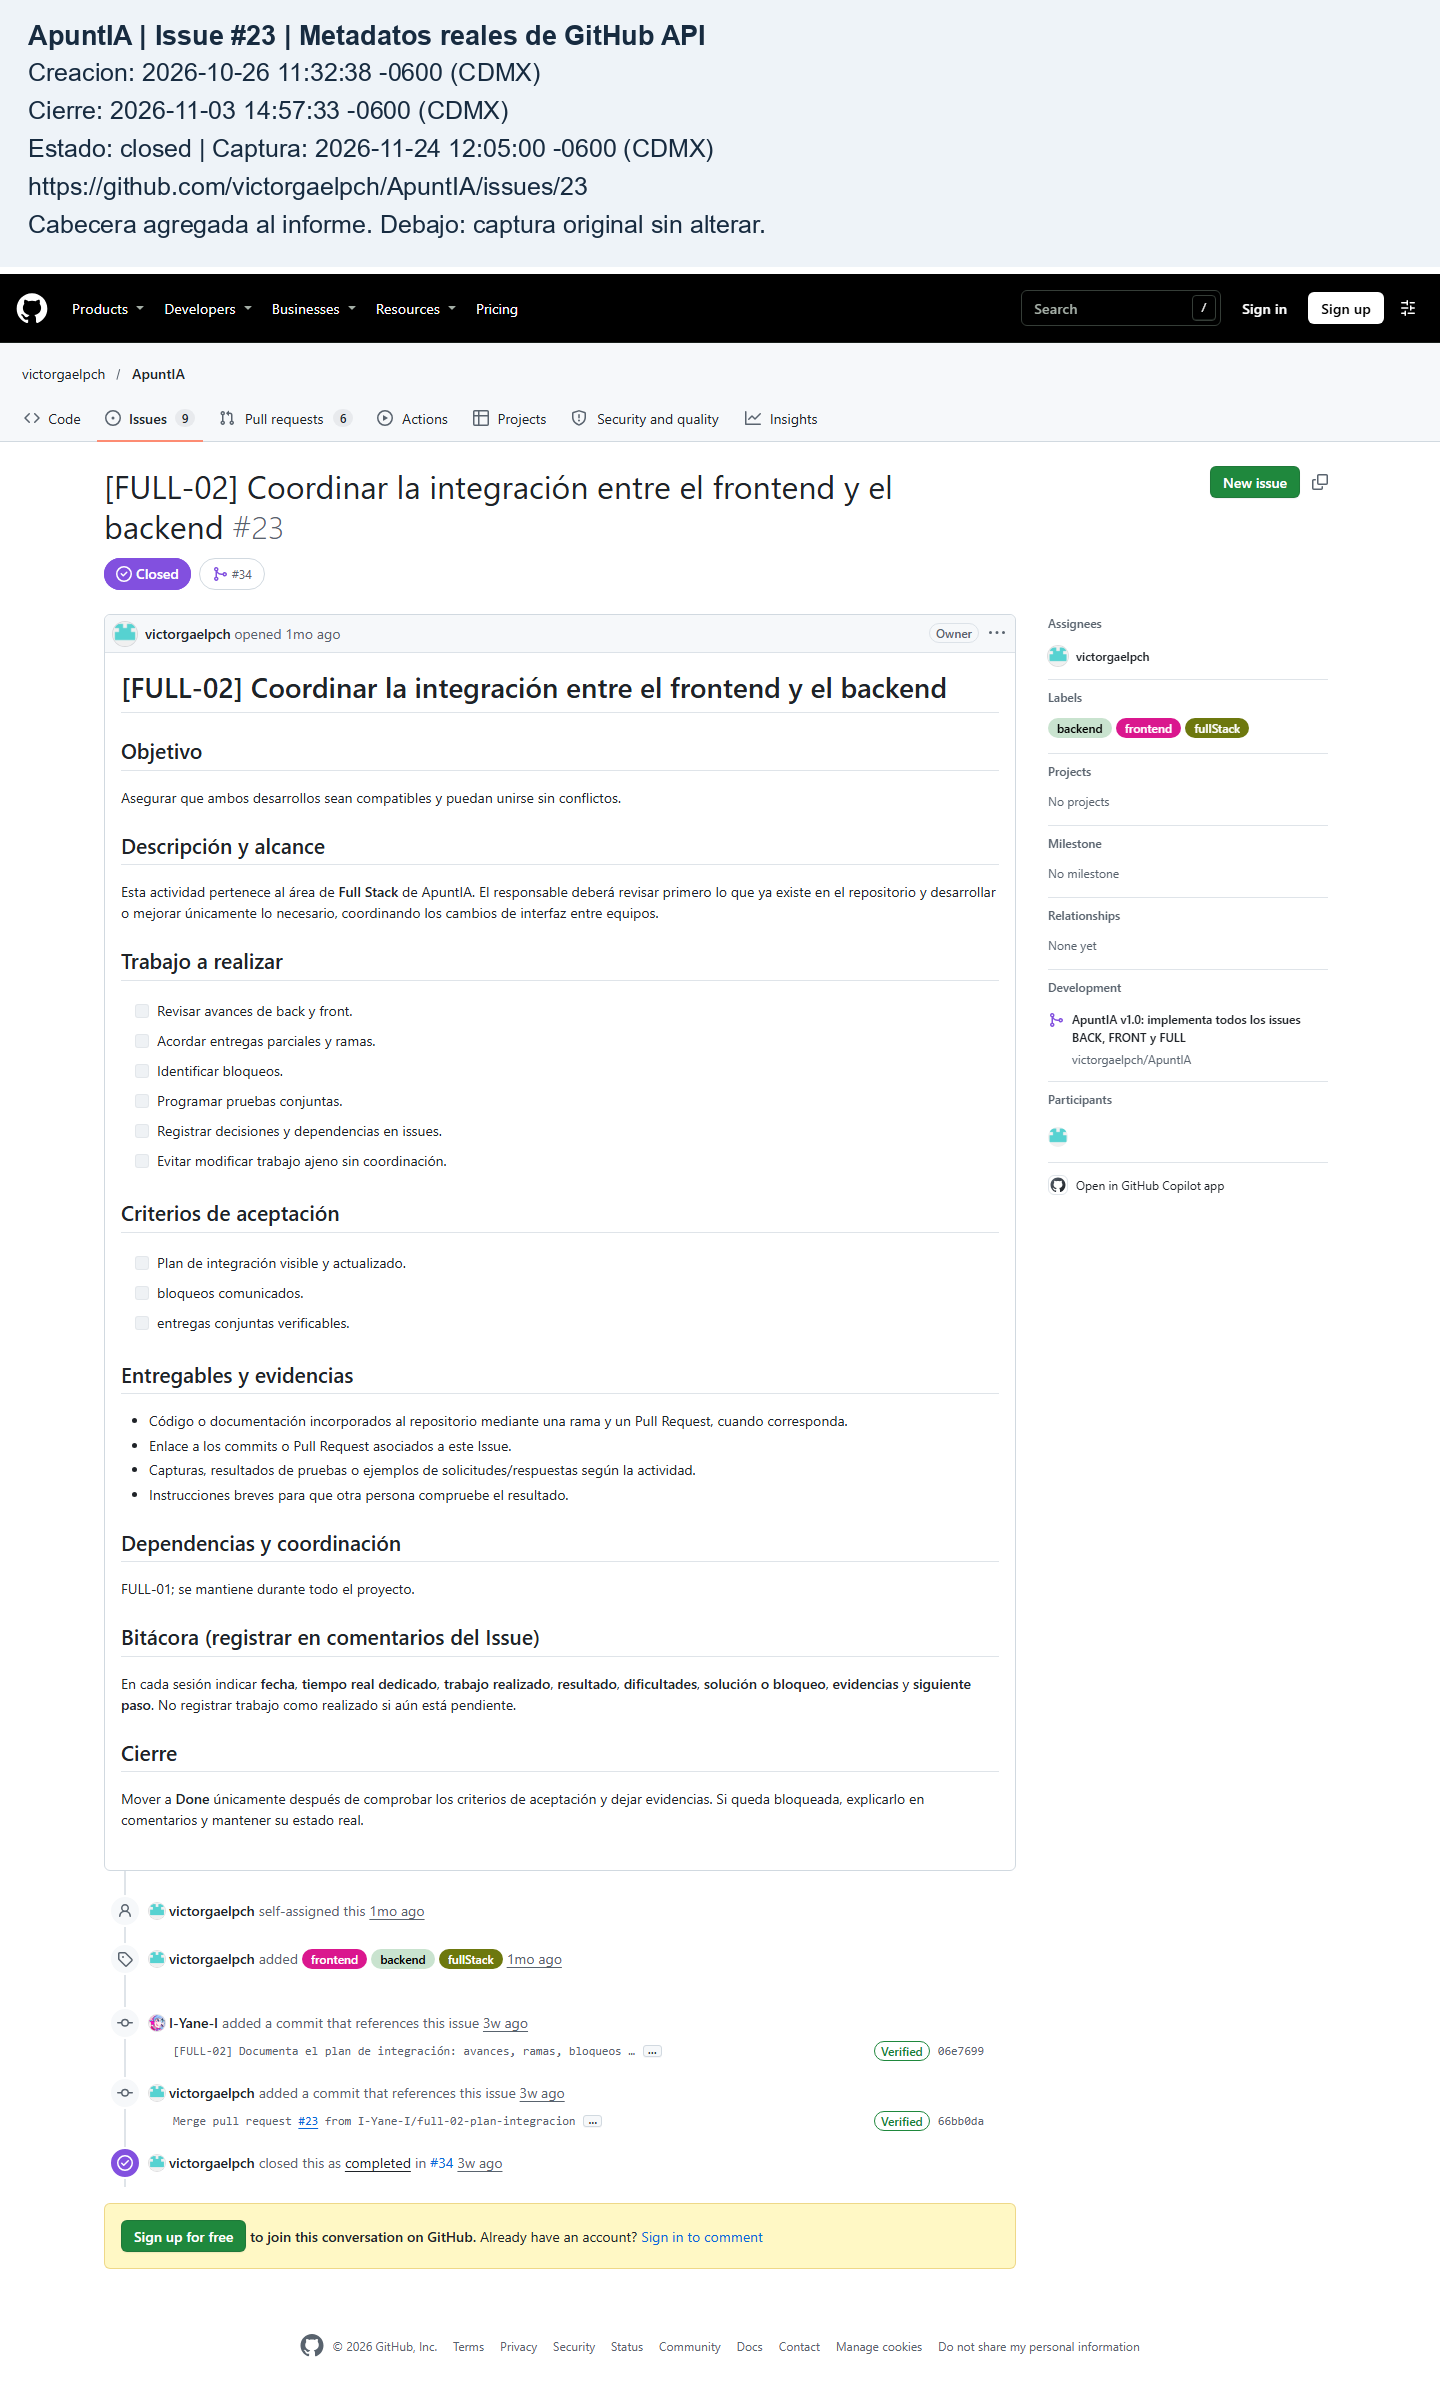 ApuntIA | Issue #23 | Metadatos reales de GitHub API
Creacion: 2026-10-26 11:32:38 -0600 (CDMX)
Cierre: 2026-11-03 14:57:33 -0600 (CDMX)
Estado: closed | Captura: 2026-11-24 12:05:00 -0600 (CDMX)
https://github.com/victorgaelpch/ApuntIA/issues/23
Cabecera agregada al informe. Debajo: captura original sin alterar.
Products Developers Businesses Resources Pricing Search / Sign in Sign up
victorgaelpch / ApuntIA
Code Issues 9 Pull requests 6 Actions Projects Security and quality Insights
[FULL-02] Coordinar la integración entre el frontend y el
backend #23
New issue
Closed #34
victorgaelpch opened 1mo ago Owner
[FULL-02] Coordinar la integración entre el frontend y el backend
Objetivo
Asegurar que ambos desarrollos sean compatibles y puedan unirse sin conflictos.
Descripción y alcance
Esta actividad pertenece al área de Full Stack de ApuntIA. El responsable deberá revisar primero lo que ya existe en el repositorio y desarrollar
o mejorar únicamente lo necesario, coordinando los cambios de interfaz entre equipos.
Trabajo a realizar
Revisar avances de back y front.
Acordar entregas parciales y ramas.
Identificar bloqueos.
Programar pruebas conjuntas.
Registrar decisiones y dependencias en issues.
Evitar modificar trabajo ajeno sin coordinación.
Criterios de aceptación
Plan de integración visible y actualizado.
bloqueos comunicados.
entregas conjuntas verificables.
Entregables y evidencias
Código o documentación incorporados al repositorio mediante una rama y un Pull Request, cuando corresponda.
Enlace a los commits o Pull Request asociados a este Issue.
Capturas, resultados de pruebas o ejemplos de solicitudes/respuestas según la actividad.
Instrucciones breves para que otra persona compruebe el resultado.
Dependencias y coordinación
FULL-01; se mantiene durante todo el proyecto.
Bitácora (registrar en comentarios del Issue)
En cada sesión indicar fecha, tiempo real dedicado, trabajo realizado, resultado, dificultades, solución o bloqueo, evidencias y siguiente
paso. No registrar trabajo como realizado si aún está pendiente.
Cierre
Mover a Done únicamente después de comprobar los criterios de aceptación y dejar evidencias. Si queda bloqueada, explicarlo en
comentarios y mantener su estado real.
Assignees
victorgaelpch
Labels
backend frontend fullStack
Projects
No projects
Milestone
No milestone
Relationships
None yet
Development
ApuntIA v1.0: implementa todos los issues
BACK, FRONT y FULL
victorgaelpch/ApuntIA
Participants
Open in GitHub Copilot app
victorgaelpch self-assigned this 1mo ago
victorgaelpch added frontend backend fullStack 1mo ago
I-Yane-I added a commit that references this issue 3w ago
[FULL-02] Documenta el plan de integración: avances, ramas, bloqueos … ... Verified 06e7699
victorgaelpch added a commit that references this issue 3w ago
Merge pull request #23 from I-Yane-I/full-02-plan-integracion ... Verified 66bb0da
victorgaelpch closed this as completed in #34 3w ago
Sign up for free to join this conversation on GitHub. Already have an account? Sign in to comment
© 2026 GitHub, Inc. Terms Privacy Security Status Community Docs Contact Manage cookies Do not share my personal information